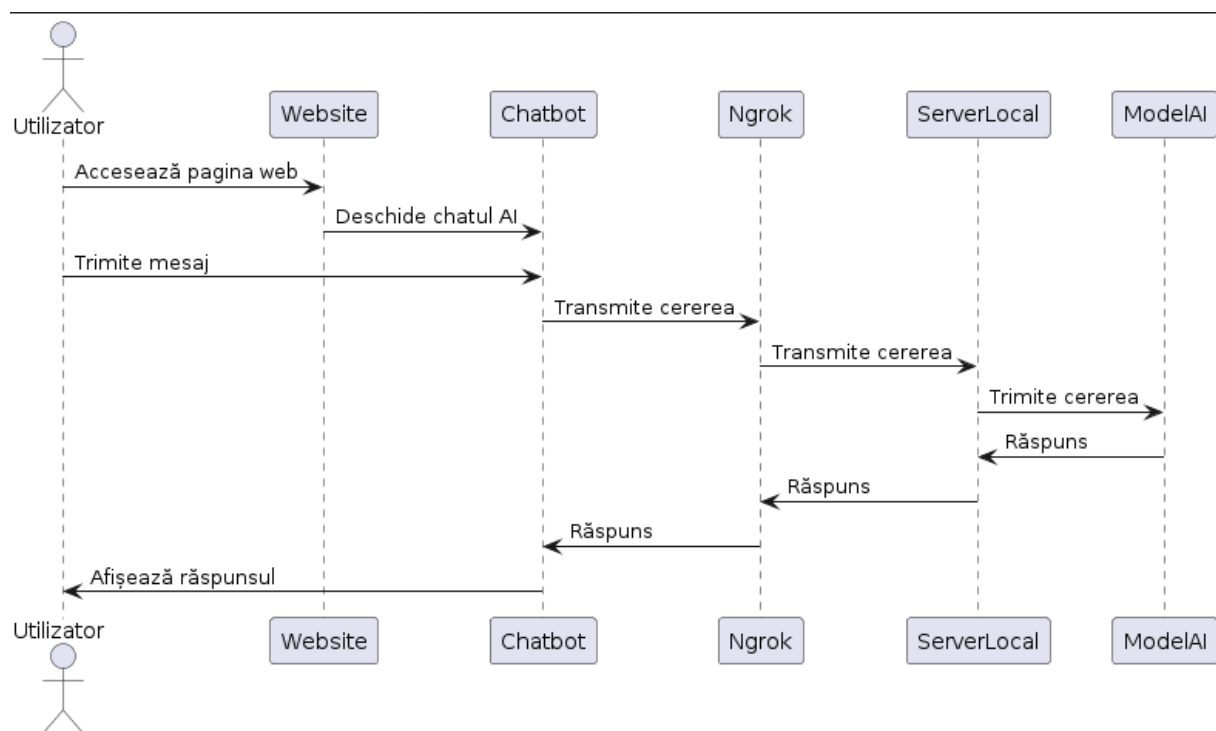 Utilizator
Website
Chatbot
Ngrok
ServerLocal
ModelAI
Accesează pagina web
Deschide chatul AI
Trimite mesaj
Transmite cererea
Transmite cererea
Trimite cererea
Răspuns
Răspuns
Răspuns
Afișează răspunsul
Utilizator
Website
Chatbot
Ngrok
ServerLocal
ModelAI